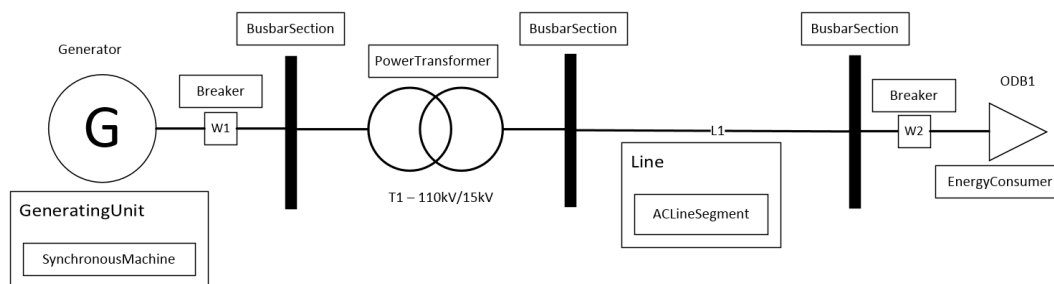 Generator
G
GeneratingUnit
SynchronousMachine
Breaker
W1
BusbarSection
PowerTransformer
T1 – 110kV/15kV
BusbarSection
L1
Line
ACLineSegment
BusbarSection
Breaker
W2
ODB1
EnergyConsumer